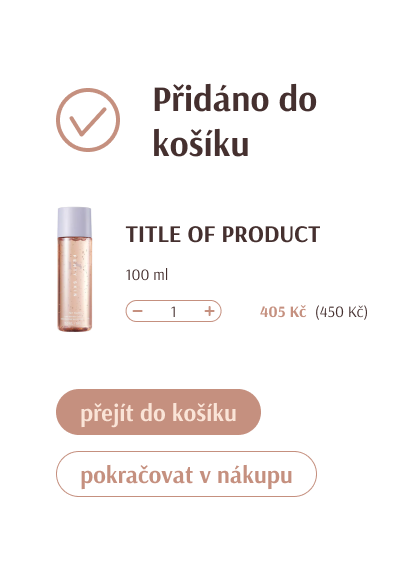 Přidáno do
košíku
TITLE OF PRODUCT
100 ml
− 1 + 405 Kč (450 Kč)
přejít do košíku
pokračovat v nákupu